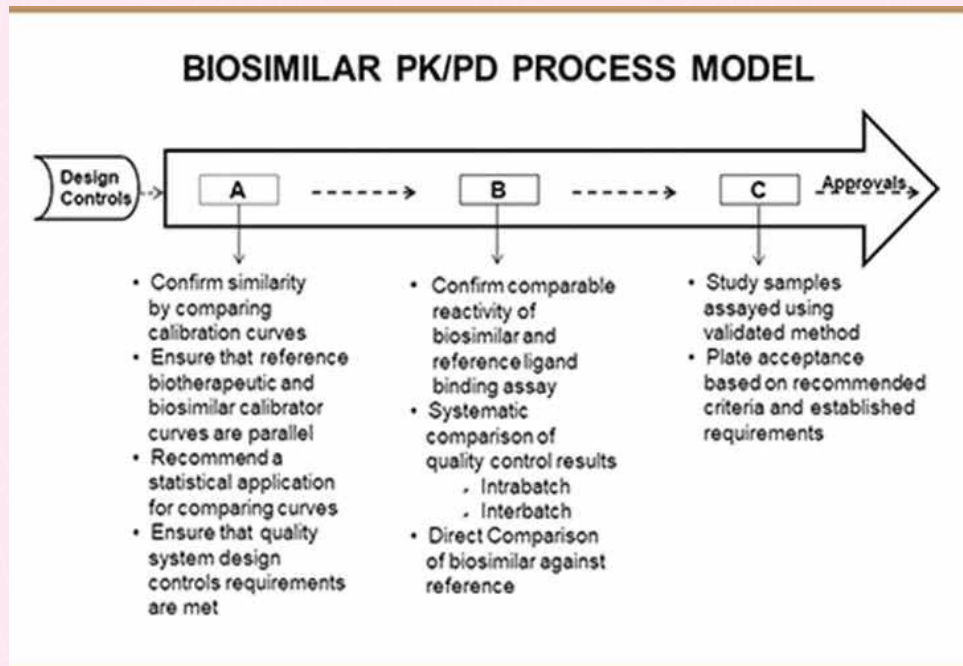 BIOSIMILAR PK/PD PROCESS MODEL
Design
Controls
A
B
C
Approvals
• Confirm similarity
by comparing
calibration curves
• Ensure that reference
biotherapeutic and
biosimilar calibrator
curves are parallel
• Recommend a
statistical application
for comparing curves
• Ensure that quality
system design
controls requirements
are met
• Confirm comparable
reactivity of
biosimilar and
reference ligand
binding assay
• Systematic
comparison of
quality control results
• Intrabatch
• Interbatch
• Direct Comparison
of biosimilar against
reference
• Study samples
assayed using
validated method
• Plate acceptance
based on recommended
criteria and established
requirements